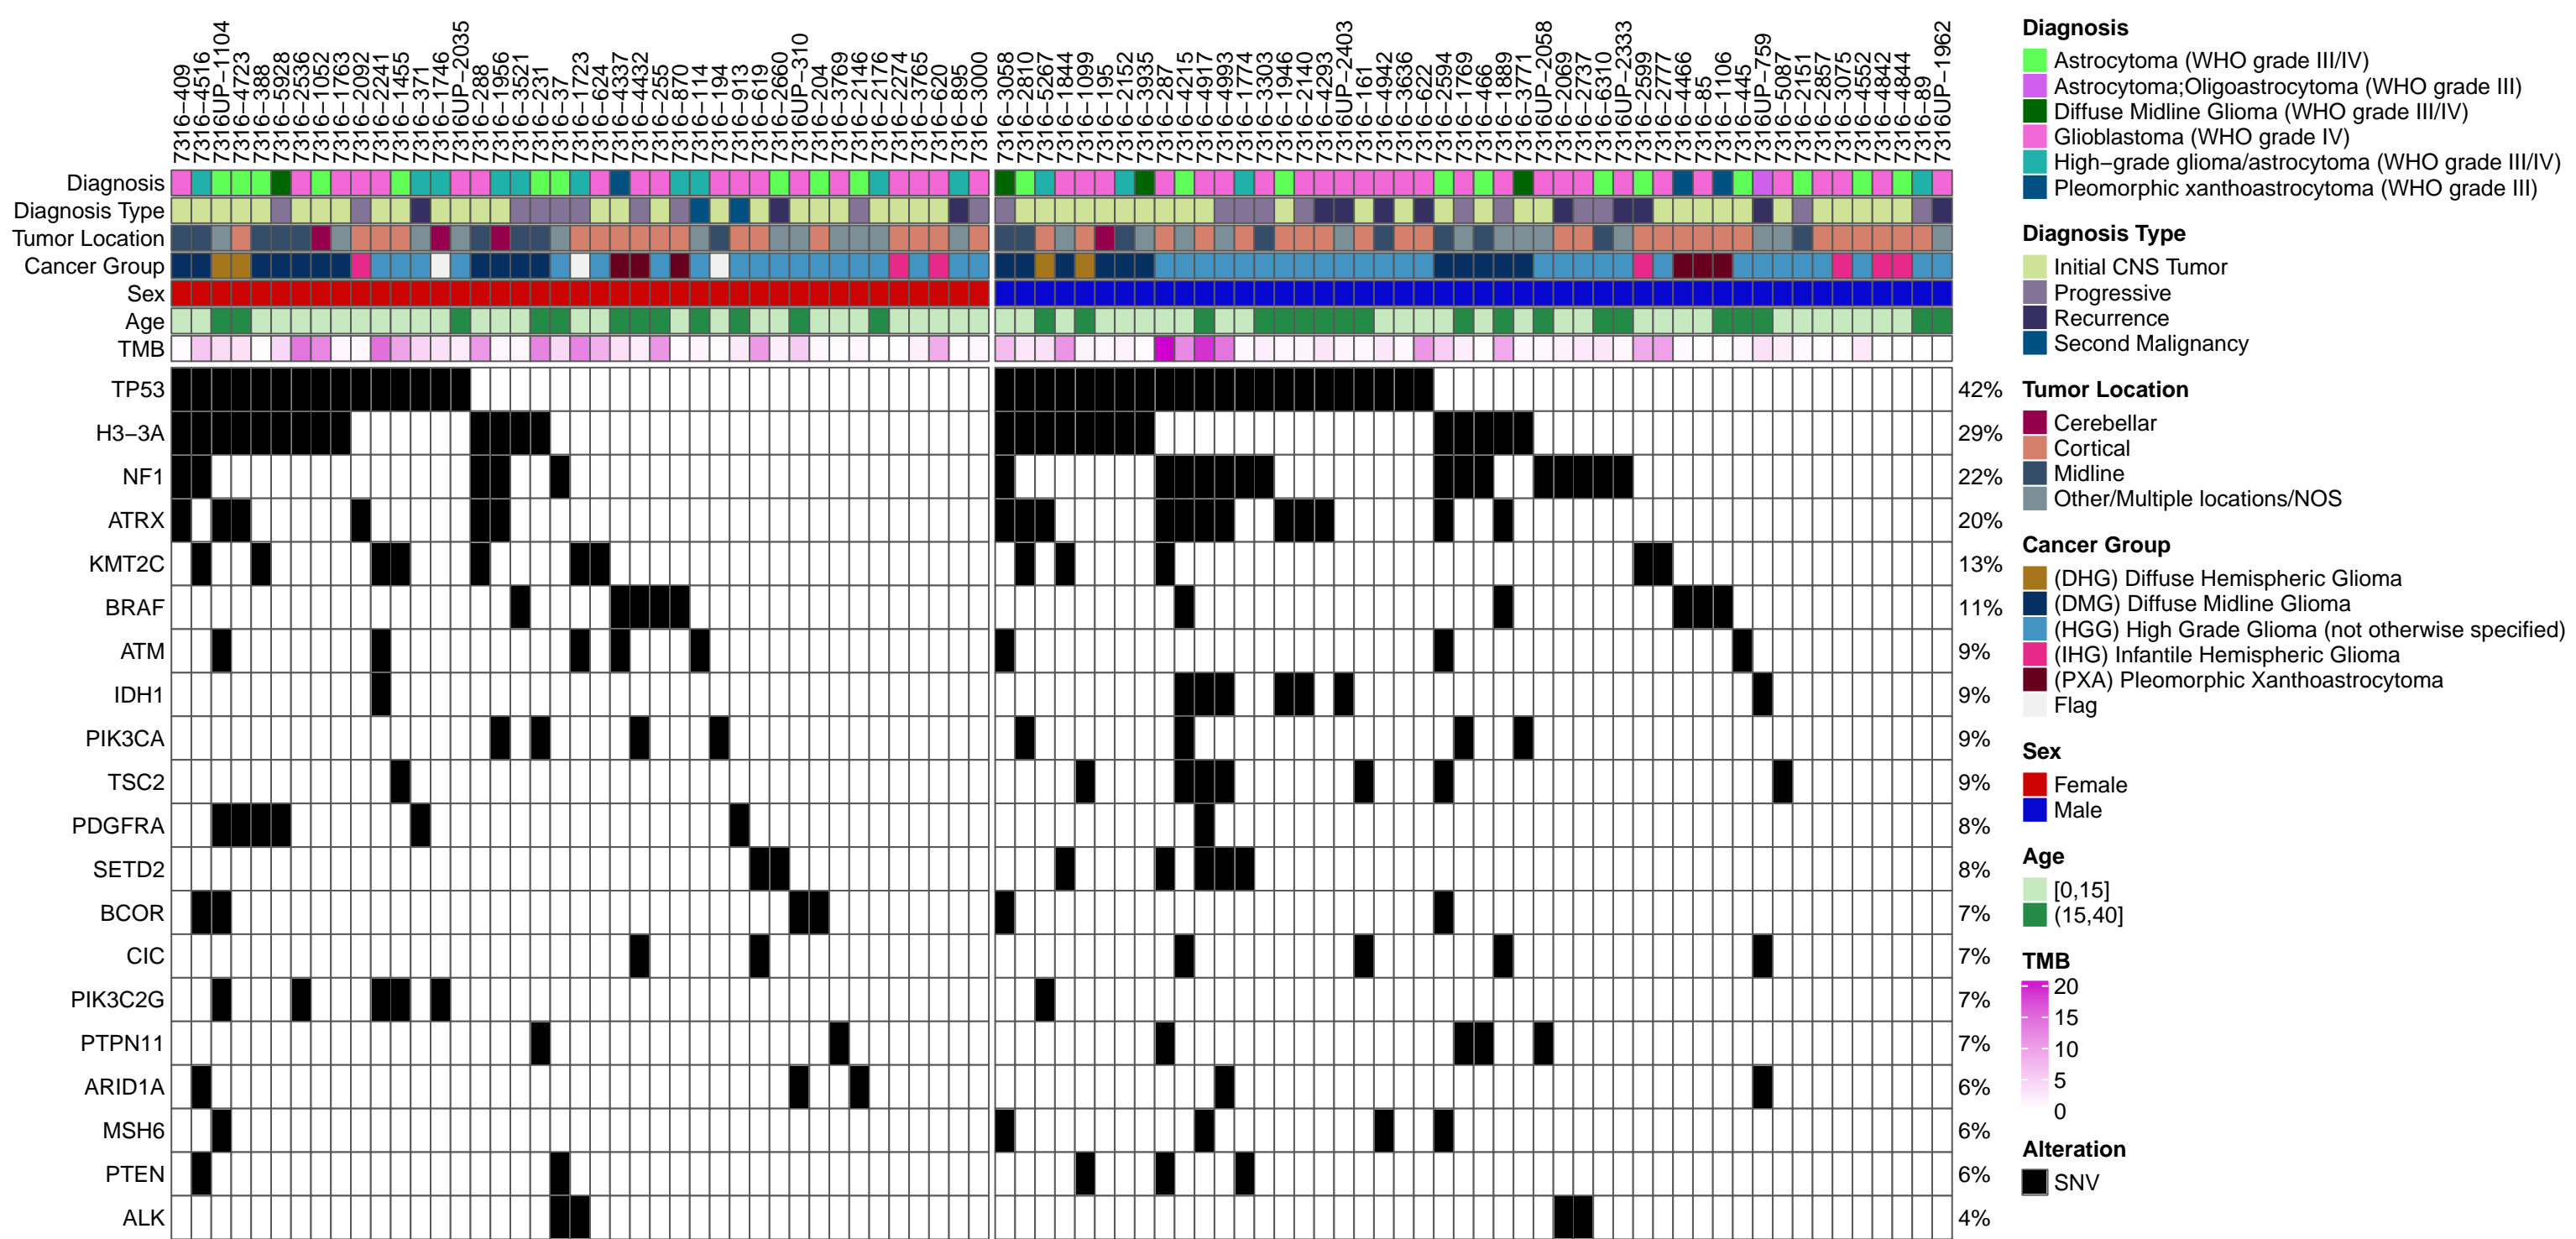 7316−409
7316−4516
7316UP−1104
7316−4723
7316−388
7316−5928
7316−2536
7316−1052
7316−1763
7316−2092
7316−2241
7316−1455
7316−371
7316−1746
7316UP−2035
7316−288
7316−1956
7316−3521
7316−231
7316−37
7316−1723
7316−624
7316−4337
7316−4432
7316−255
7316−870
7316−114
7316−194
7316−913
7316−619
7316−2660
7316UP−310
7316−204
7316−3769
7316−2146
7316−2176
7316−2274
7316−3765
7316−620
7316−895
7316−3000
7316−3058
7316−2810
7316−5267
7316−1844
7316−1099
7316−195
7316−2152
7316−3935
7316−287
7316−4215
7316−4917
7316−4993
7316−1774
7316−3303
7316−1946
7316−2140
7316−4293
7316UP−2403
7316−161
7316−4942
7316−3636
7316−622
7316−2594
7316−1769
7316−466
7316−1889
7316−3771
7316UP−2058
7316−2069
7316−2737
7316−6310
7316UP−2333
7316−2599
7316−2777
7316−4466
7316−85
7316−1106
7316−445
7316UP−759
7316−5087
7316−2151
7316−2857
7316−3075
7316−4552
7316−4842
7316−4844
7316−89
7316UP−1962
Diagnosis
Diagnosis Type
Tumor Location
Cancer Group
Sex
Age
TMB
TP53 42%
H3−3A 29%
NF1 22%
ATRX 20%
KMT2C 13%
BRAF 11%
ATM 9%
IDH1 9%
PIK3CA 9%
TSC2 9%
PDGFRA 8%
SETD2 8%
BCOR 7%
CIC 7%
PIK3C2G 7%
PTPN11 7%
ARID1A 6%
MSH6 6%
PTEN 6%
ALK 4%
Diagnosis
Astrocytoma (WHO grade III/IV)
Astrocytoma;Oligoastrocytoma (WHO grade III)
Diffuse Midline Glioma (WHO grade III/IV)
Glioblastoma (WHO grade IV)
High−grade glioma/astrocytoma (WHO grade III/IV)
Pleomorphic xanthoastrocytoma (WHO grade III)
Diagnosis Type
Initial CNS Tumor
Progressive
Recurrence
Second Malignancy
Tumor Location
Cerebellar
Cortical
Midline
Other/Multiple locations/NOS
Cancer Group
(DHG) Diffuse Hemispheric Glioma
(DMG) Diffuse Midline Glioma
(HGG) High Grade Glioma (not otherwise specified)
(IHG) Infantile Hemispheric Glioma
(PXA) Pleomorphic Xanthoastrocytoma
Flag
Sex
Female
Male
Age
[0,15]
(15,40]
TMB
20
15
10
5
0
Alteration
SNV